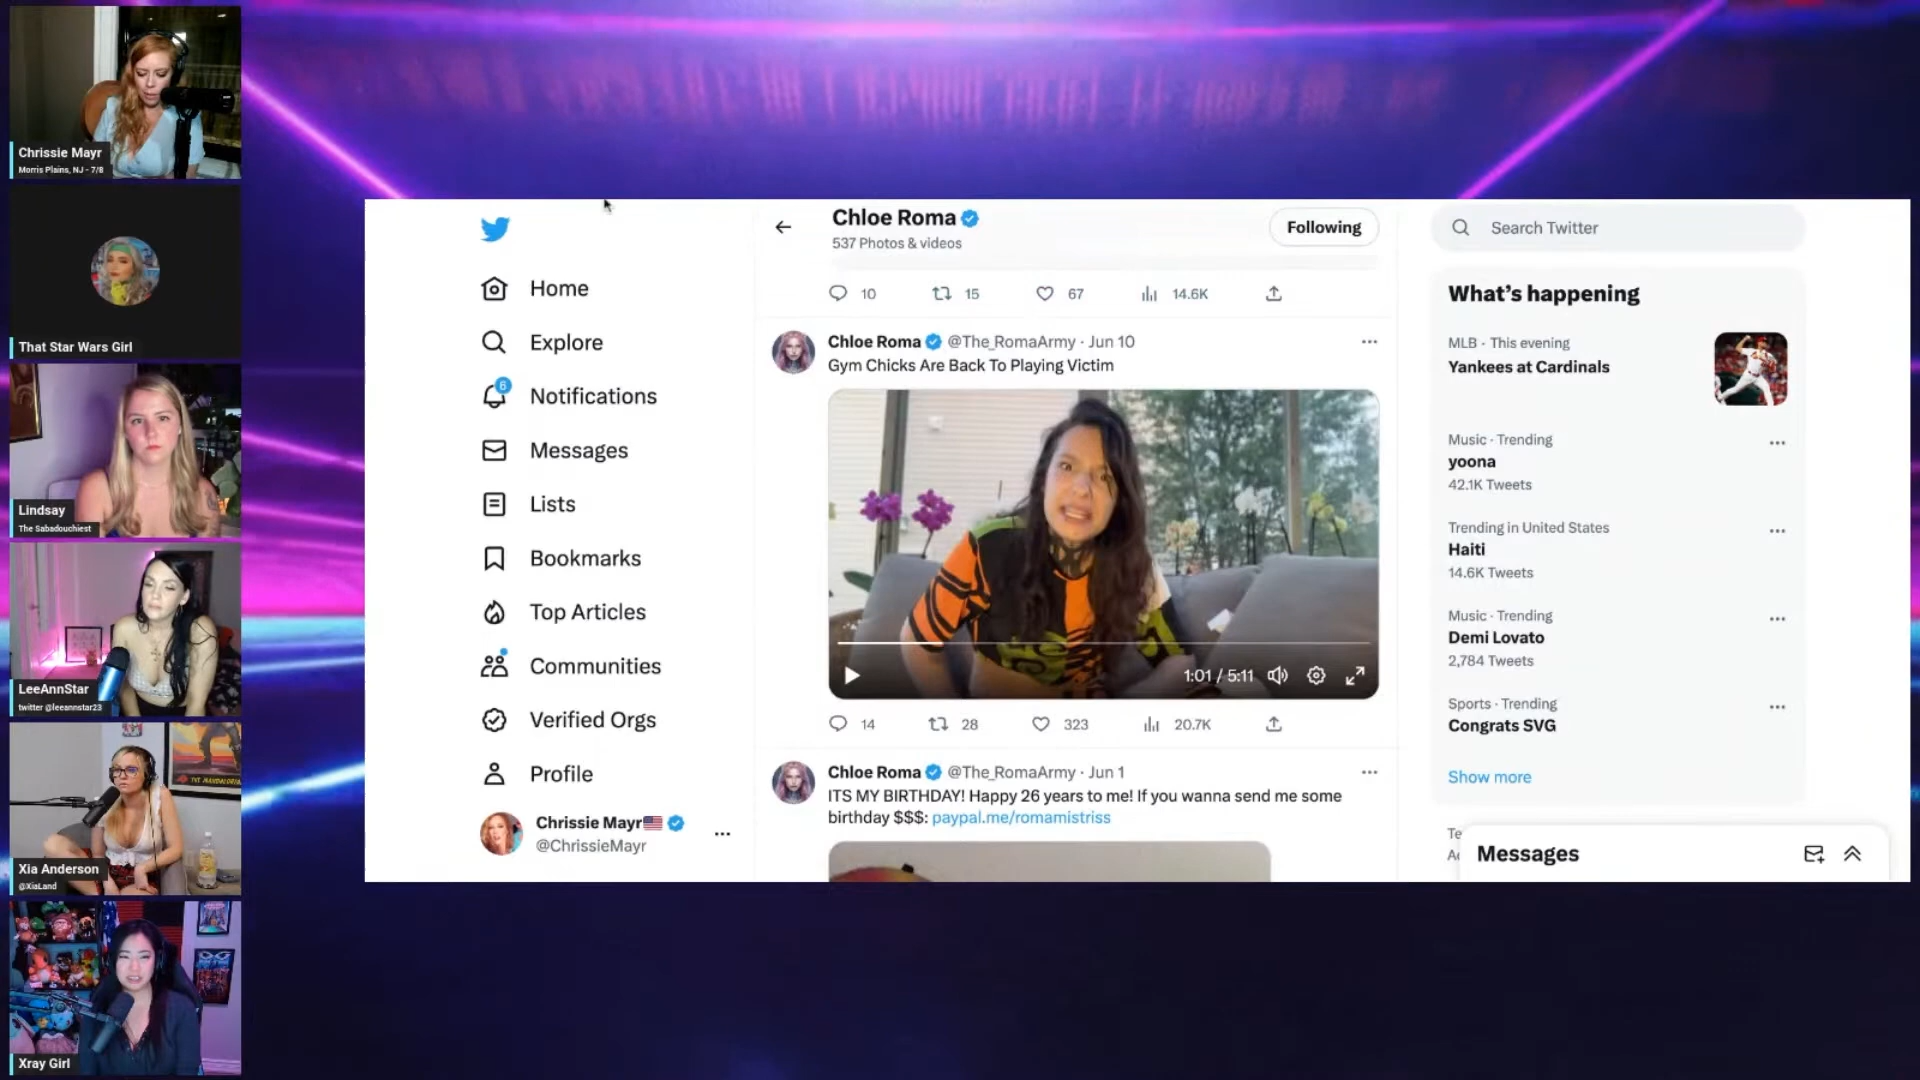 Chrissie Mayr
Morris Plains, NJ - 7/8
That Star Wars Girl
Lindsay
The Sabadouchiest
LeeAnnStar
twitter @leeannstar23
THE MANDALORIAN
Xia Anderson
@XiaLand
Xray Girl
Home
Explore
6
Notifications
Messages
Lists
Bookmarks
Top Articles
Communities
Verified Orgs
Profile
Chrissie Mayr
@ChrissieMayr
Chloe Roma
537 Photos & videos
Following
10 15 67 14.6K
Chloe Roma @The_RomaArmy · Jun 10
Gym Chicks Are Back To Playing Victim
1:01 / 5:11
14 28 323 20.7K
Chloe Roma @The_RomaArmy · Jun 1
ITS MY BIRTHDAY! Happy 26 years to me! If you wanna send me some
birthday $$$: paypal.me/romamistriss
Search Twitter
What's happening
MLB · This evening
Yankees at Cardinals
Music · Trending
yoona
42.1K Tweets
Trending in United States
Haiti
14.6K Tweets
Music · Trending
Demi Lovato
2,784 Tweets
Sports · Trending
Congrats SVG
Show more
Messages